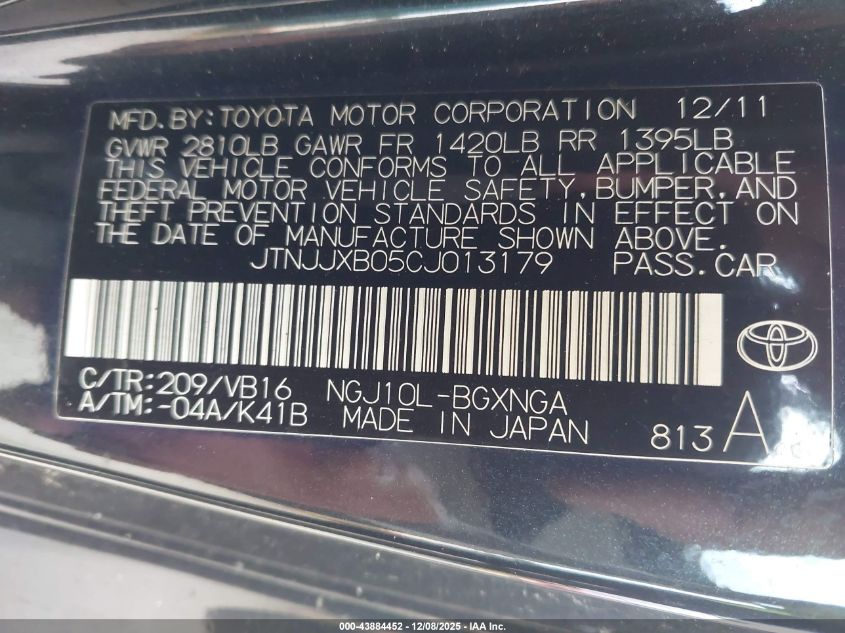 MFD. BY: TOYOTA MOTOR CORPORATION 12/11
GVWR 2810LB GAWR FR 1420LB RR 1395LB
THIS VEHICLE CONFORMS TO ALL APPLICABLE
FEDERAL MOTOR VEHICLE SAFETY, BUMPER, AND
THEFT PREVENTION STANDARDS IN EFFECT ON
THE DATE OF MANUFACTURE SHOWN ABOVE.
JTNJJXB05CJ013179 PASS. CAR
C/TR: 209/VB16 NGJ10L-BGXNGA
A/TM: -04A/K41B MADE IN JAPAN 813 A
000-43884452 - 12/08/2025 - IAA Inc.